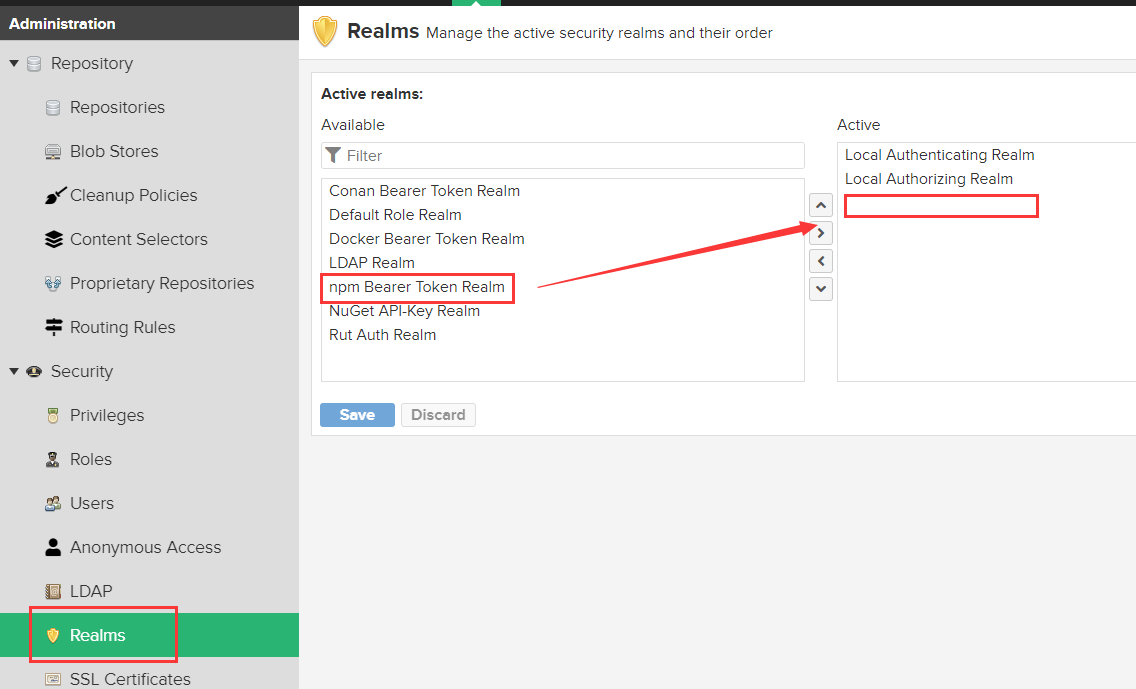 Administration
Repository
Repositories
Blob Stores
Cleanup Policies
Content Selectors
Proprietary Repositories
Routing Rules
Security
Privileges
Roles
Users
Anonymous Access
LDAP
Realms
SSL Certificates
Realms Manage the active security realms and their order
Active realms:
Available
Filter
Conan Bearer Token Realm
Default Role Realm
Docker Bearer Token Realm
LDAP Realm
npm Bearer Token Realm
NuGet API-Key Realm
Rut Auth Realm
Active
Local Authenticating Realm
Local Authorizing Realm
Save Discard